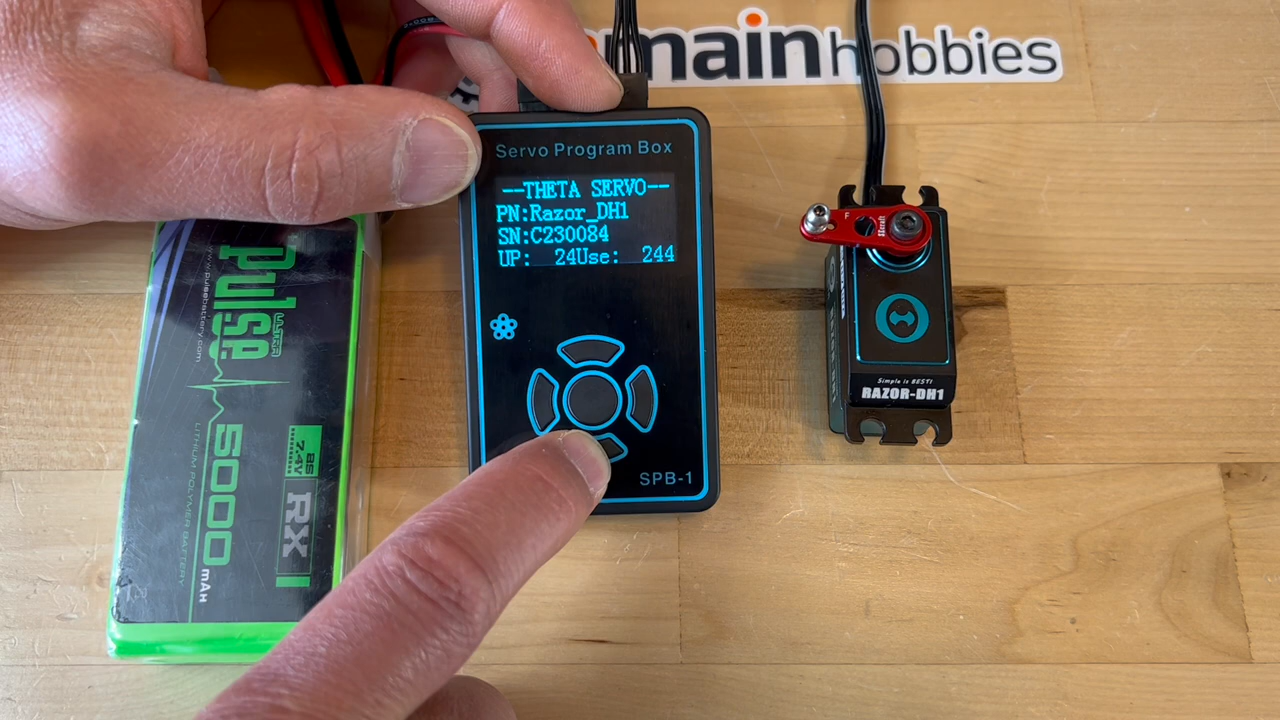 mainhobbies
Servo Program Box
--THETA SERVO--
PN:Razor_DH1
SN:C230084
UP: 24Use: 244
SPB-1
Pulse
ULTRA
www.pulsebattery.com
5000 mAh
LITHIUM POLYMER BATTERY
2S
7.4V
RX
F
Simple is BEST!
RAZOR-DH1